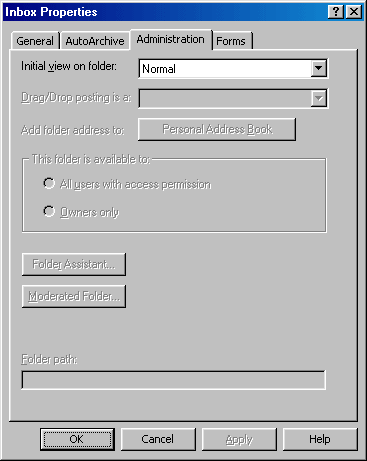 Inbox Properties
General AutoArchive Administration Forms
Initial view on folder: Normal
Drag/Drop posting is a:
Add folder address to: Personal Address Book
This folder is available to:
All users with access permission
Owners only
Folder Assistant...
Moderated Folder...
Folder path:
OK Cancel Apply Help